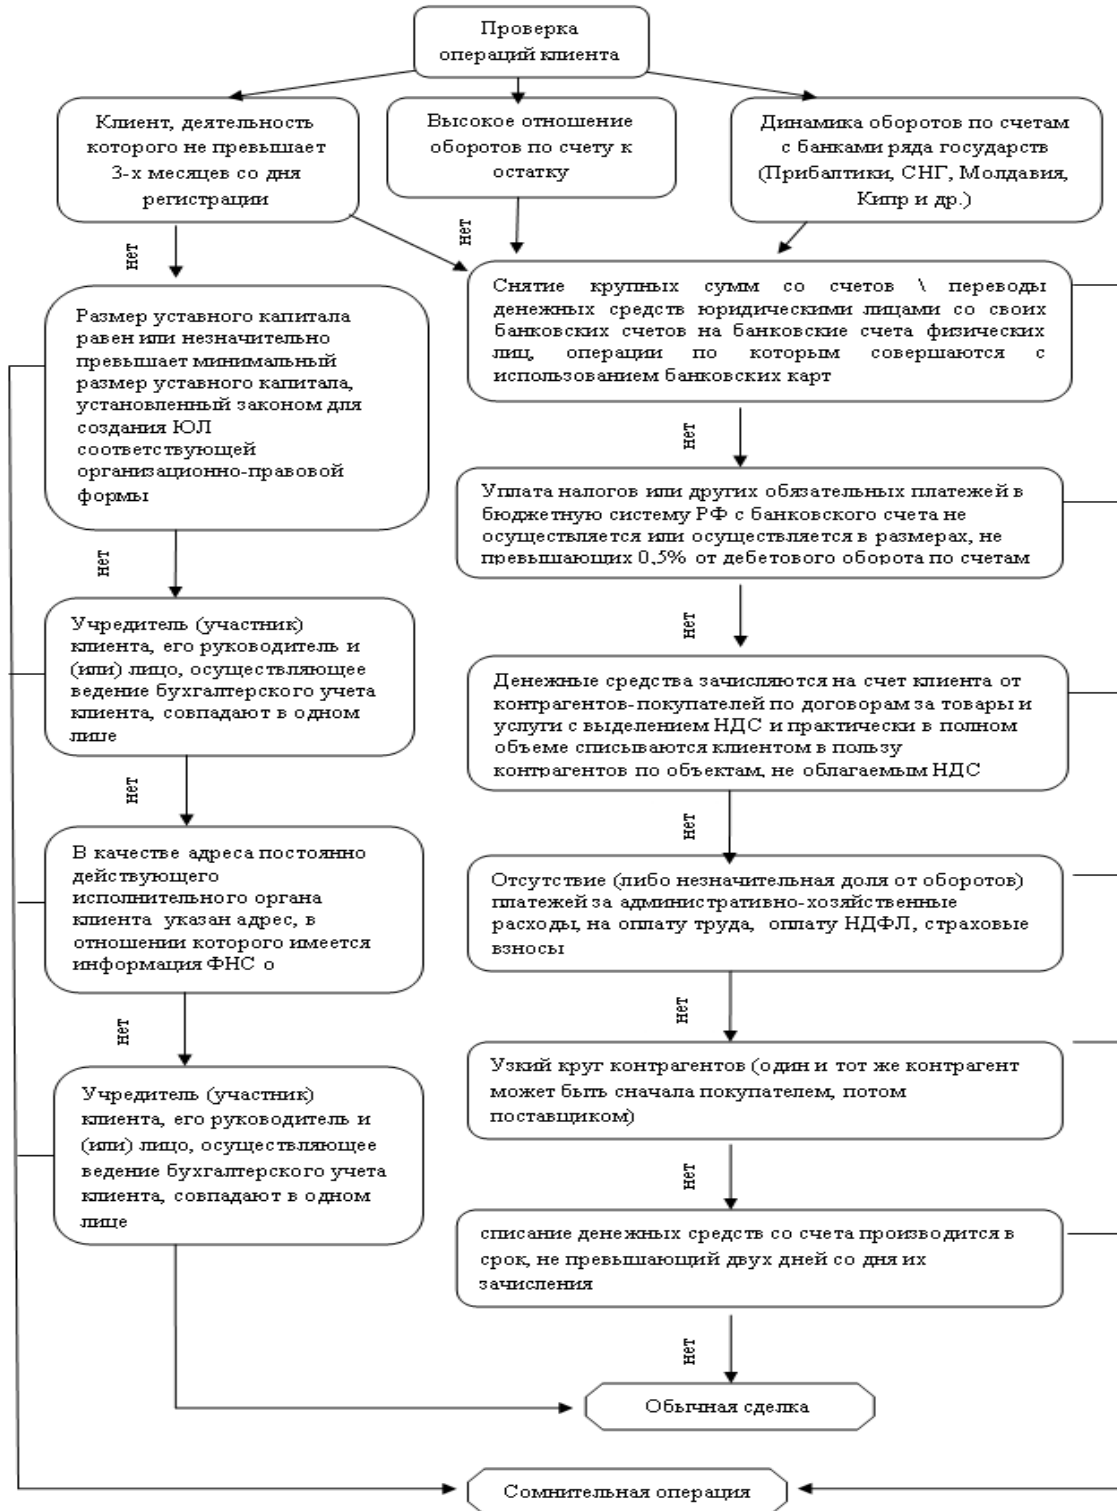 Проверка
операций клиента
Клиент, деятельность
которого не превышает
3-х месяцев со дня
регистрации
Высокое отношение
оборотов по счету к
остатку
Динамика оборотов по счетам
с банками ряда государств
(Прибалтики, СНГ, Молдавия,
Кипр и др.)
нет
нет
Размер уставного капитала
равен или незначительно
превышает минимальный
размер уставного капитала,
установленный законом для
создания ЮЛ
соответствующей
организационно-правовой
формы
Снятие крупных сумм со счетов \ переводы
денежных средств юридическими лицами со своих
банковских счетов на банковские счета физических
лиц, операции по которым совершаются с
использованием банковских карт
нет
нет
Уплата налогов или других обязательных платежей в
бюджетную систему РФ с банковского счета не
осуществляется или осуществляется в размерах, не
превышающих 0,5% от дебетового оборота по счетам
Учредитель (участник)
клиента, его руководитель и
(или) лицо, осуществляющее
ведение бухгалтерского учета
клиента, совпадают в одном
лице
нет
нет
Денежные средства зачисляются на счет клиента от
контрагентов-покупателей по договорам за товары и
услуги с выделением НДС и практически в полном
объеме списываются клиентом в пользу
контрагентов по объектам, не облагаемым НДС
В качестве адреса постоянно
действующего
исполнительного органа
клиента указан адрес, в
отношении которого имеется
информация ФНС о
нет
нет
Отсутствие (либо незначительная доля от оборотов)
платежей за административно-хозяйственные
расходы, на оплату труда, оплату НДФЛ, страховые
взносы
нет
Учредитель (участник)
клиента, его руководитель и
(или) лицо, осуществляющее
ведение бухгалтерского учета
клиента, совпадают в одном
лице
Узкий круг контрагентов (один и тот же контрагент
может быть сначала покупателем, потом
поставщиком)
нет
списание денежных средств со счета производится в
срок, не превышающий двух дней со дня их
зачисления
нет
Обычная сделка
Сомнительная операция